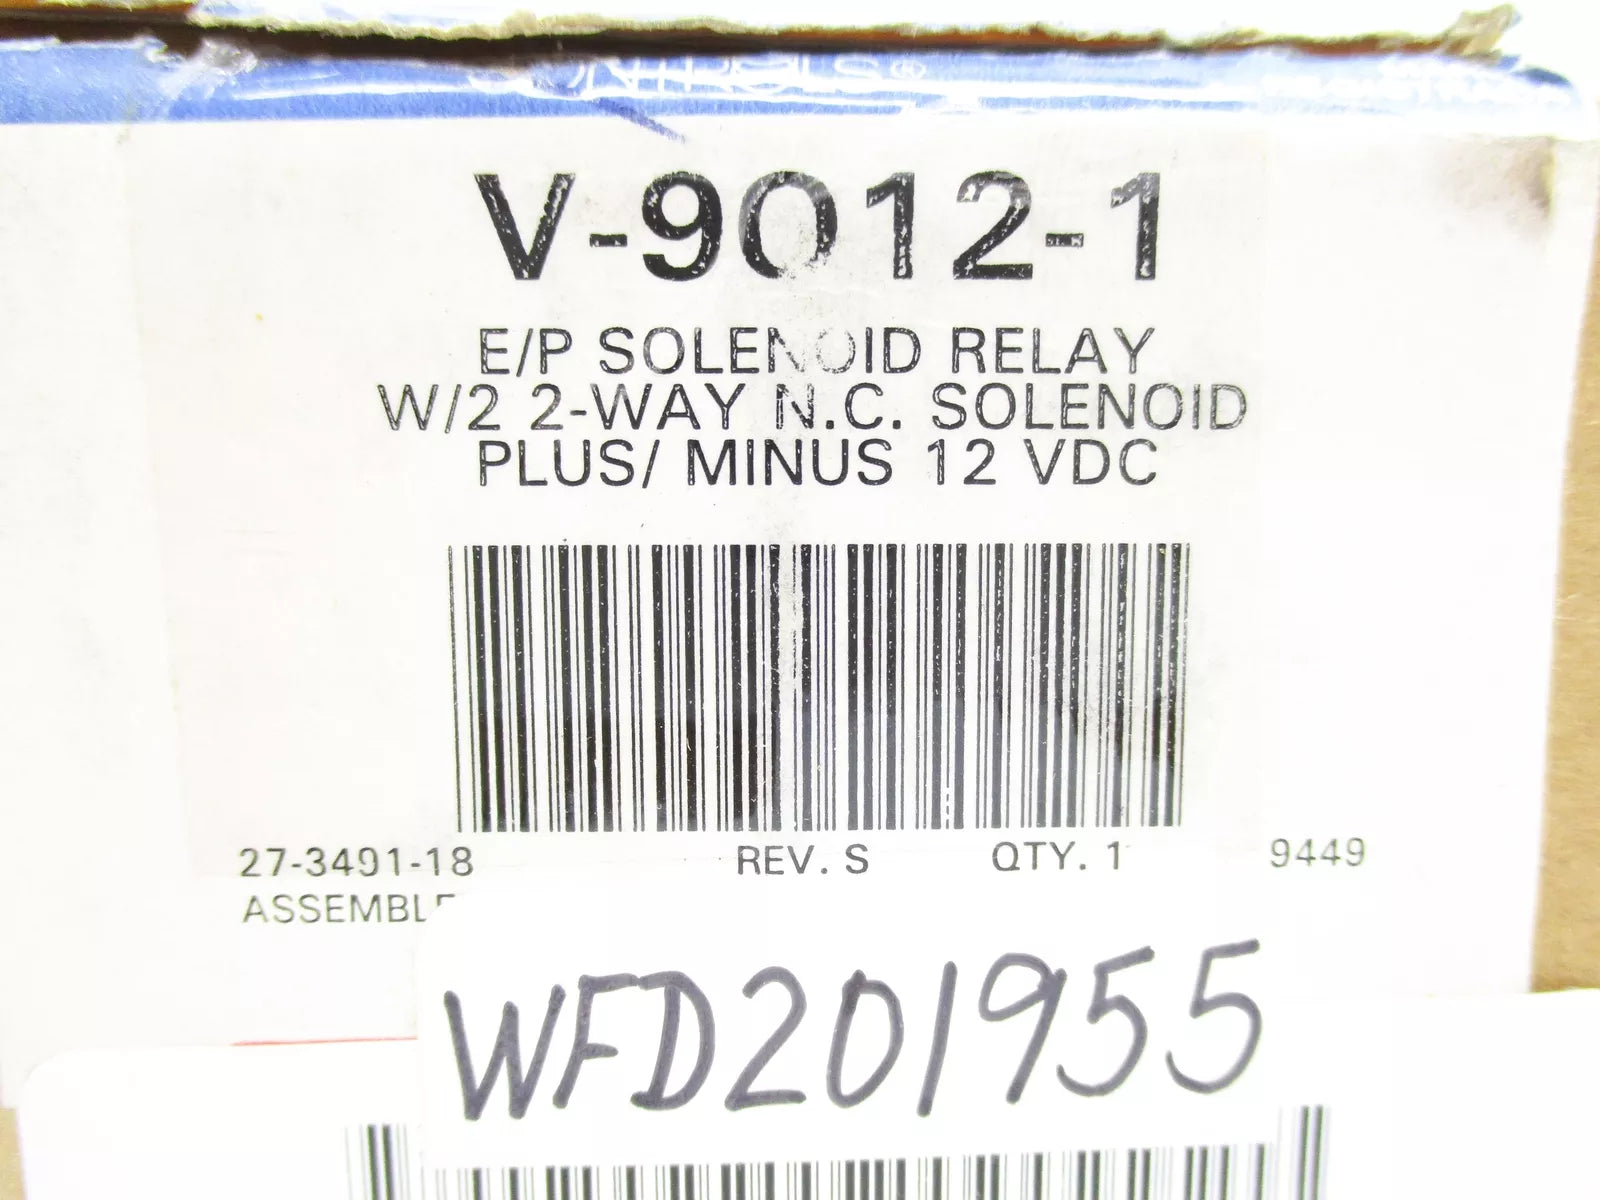 V-9012-1
E/P SOLENOID RELAY
W/2 2-WAY N.C. SOLENOID
PLUS/ MINUS 12 VDC
27-3491-18 REV. S QTY. 1 9449
ASSEMBLE
WFD201955